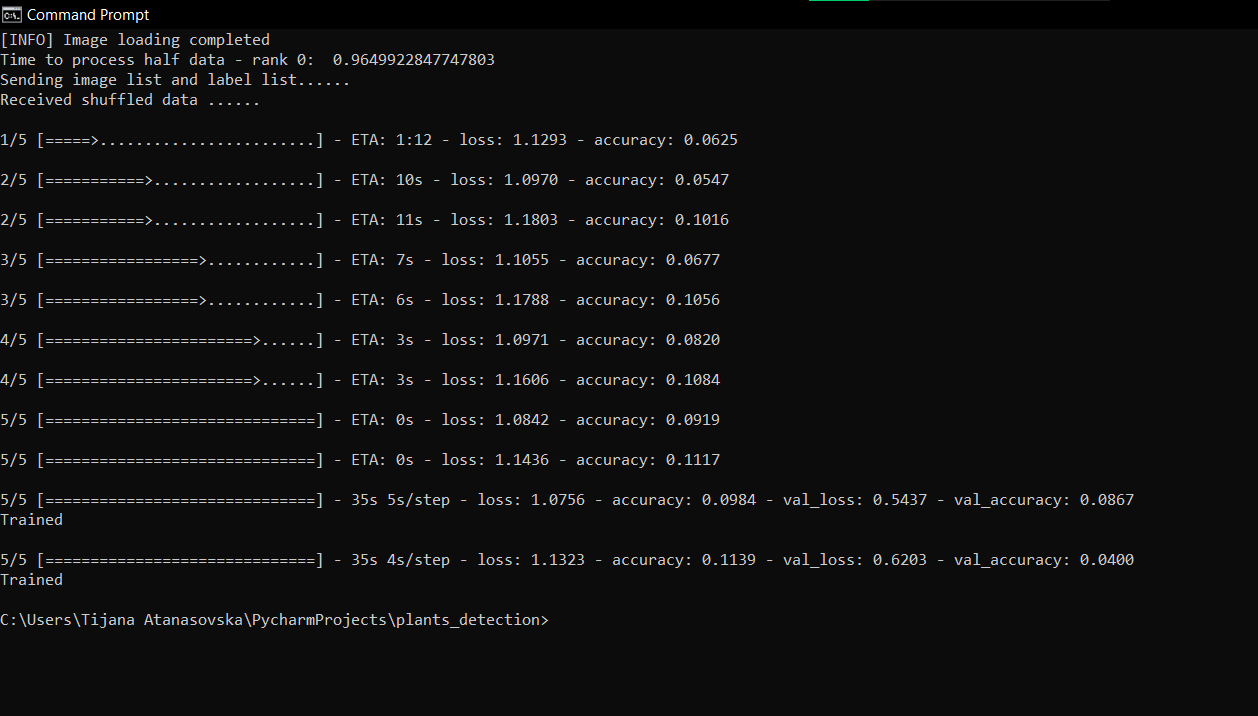 Command Prompt
[INFO] Image loading completed
Time to process half data - rank 0:  0.9649922847747803
Sending image list and label list......
Received shuffled data ......
1/5 [=====>........................] - ETA: 1:12 - loss: 1.1293 - accuracy: 0.0625
2/5 [===========>..................] - ETA: 10s - loss: 1.0970 - accuracy: 0.0547
2/5 [===========>..................] - ETA: 11s - loss: 1.1803 - accuracy: 0.1016
3/5 [=================>............] - ETA: 7s - loss: 1.1055 - accuracy: 0.0677
3/5 [=================>............] - ETA: 6s - loss: 1.1788 - accuracy: 0.1056
4/5 [=======================>......] - ETA: 3s - loss: 1.0971 - accuracy: 0.0820
4/5 [=======================>......] - ETA: 3s - loss: 1.1606 - accuracy: 0.1084
5/5 [==============================] - ETA: 0s - loss: 1.0842 - accuracy: 0.0919
5/5 [==============================] - ETA: 0s - loss: 1.1436 - accuracy: 0.1117
5/5 [==============================] - 35s 5s/step - loss: 1.0756 - accuracy: 0.0984 - val_loss: 0.5437 - val_accuracy: 0.0867
Trained
5/5 [==============================] - 35s 4s/step - loss: 1.1323 - accuracy: 0.1139 - val_loss: 0.6203 - val_accuracy: 0.0400
Trained
C:\Users\Tijana Atanasovska\PycharmProjects\plants_detection>